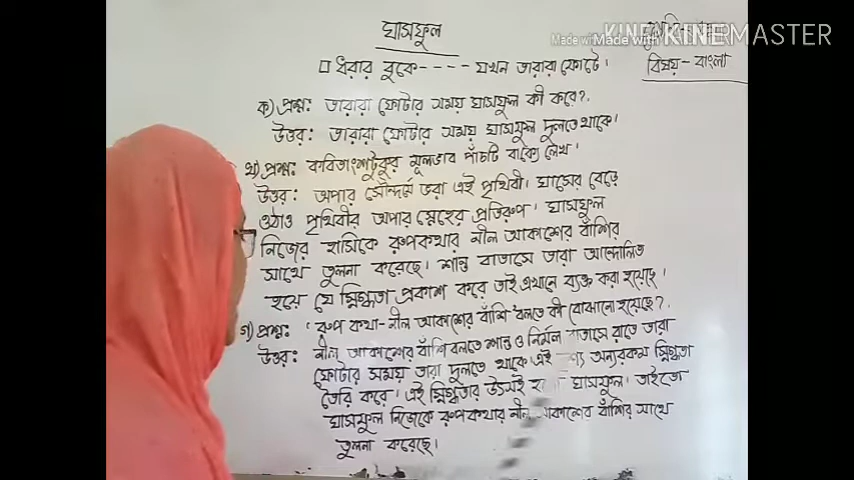 ঘাসফুল
Made with KINEMASTER
বিষয় - বাংলা
□ ধরার বুকে - - - - যখন তারারা ফোটে।
ক) প্রশ্ন: তারারা ফোটার সময় ঘাসফুল কী করে?
উত্তর: তারারা ফোটার সময় ঘাসফুল দুলতে থাকে।
খ) প্রশ্নঃ কবিতাংশটুকুর মূলভাব পাঁচটি বাক্যে লেখ।
উত্তর: অপার সৌন্দর্যে ভরা এই পৃথিবী। ঘাসের বেড়ে
ওঠাও পৃথিবীর অপার স্নেহের প্রতিরুপ। ঘাসফুল
নিজের হাসিকে রুপকথার নীল আকাশের বাঁশির
সাথে তুলনা করেছে। শান্ত বাতাসে তারা আন্দোলিত
হয়ে যে স্নিগ্ধতা প্রকাশ করে তাই এখানে ব্যক্ত করা হয়েছে।
গ) প্রশ্ন: 'রুপ কথা-নীল আকাশের বাঁশি' বলতে কী বোঝানো হয়েছে?
উত্তর: নীল আকাশের বাঁশি বলতে শান্ত ও নির্মল বাতাসে রাতে তারা
ফোটার সময় তারা দুলতে থাকে এই অন্যরকম স্নিগ্ধতা
তৈরি করে। এই স্নিগ্ধতার উৎসই ঘাসফুল। তাইতো
ঘাসফুল নিজেকে রুপকথার নীল আকাশের বাঁশির সাথে
তুলনা করেছে।